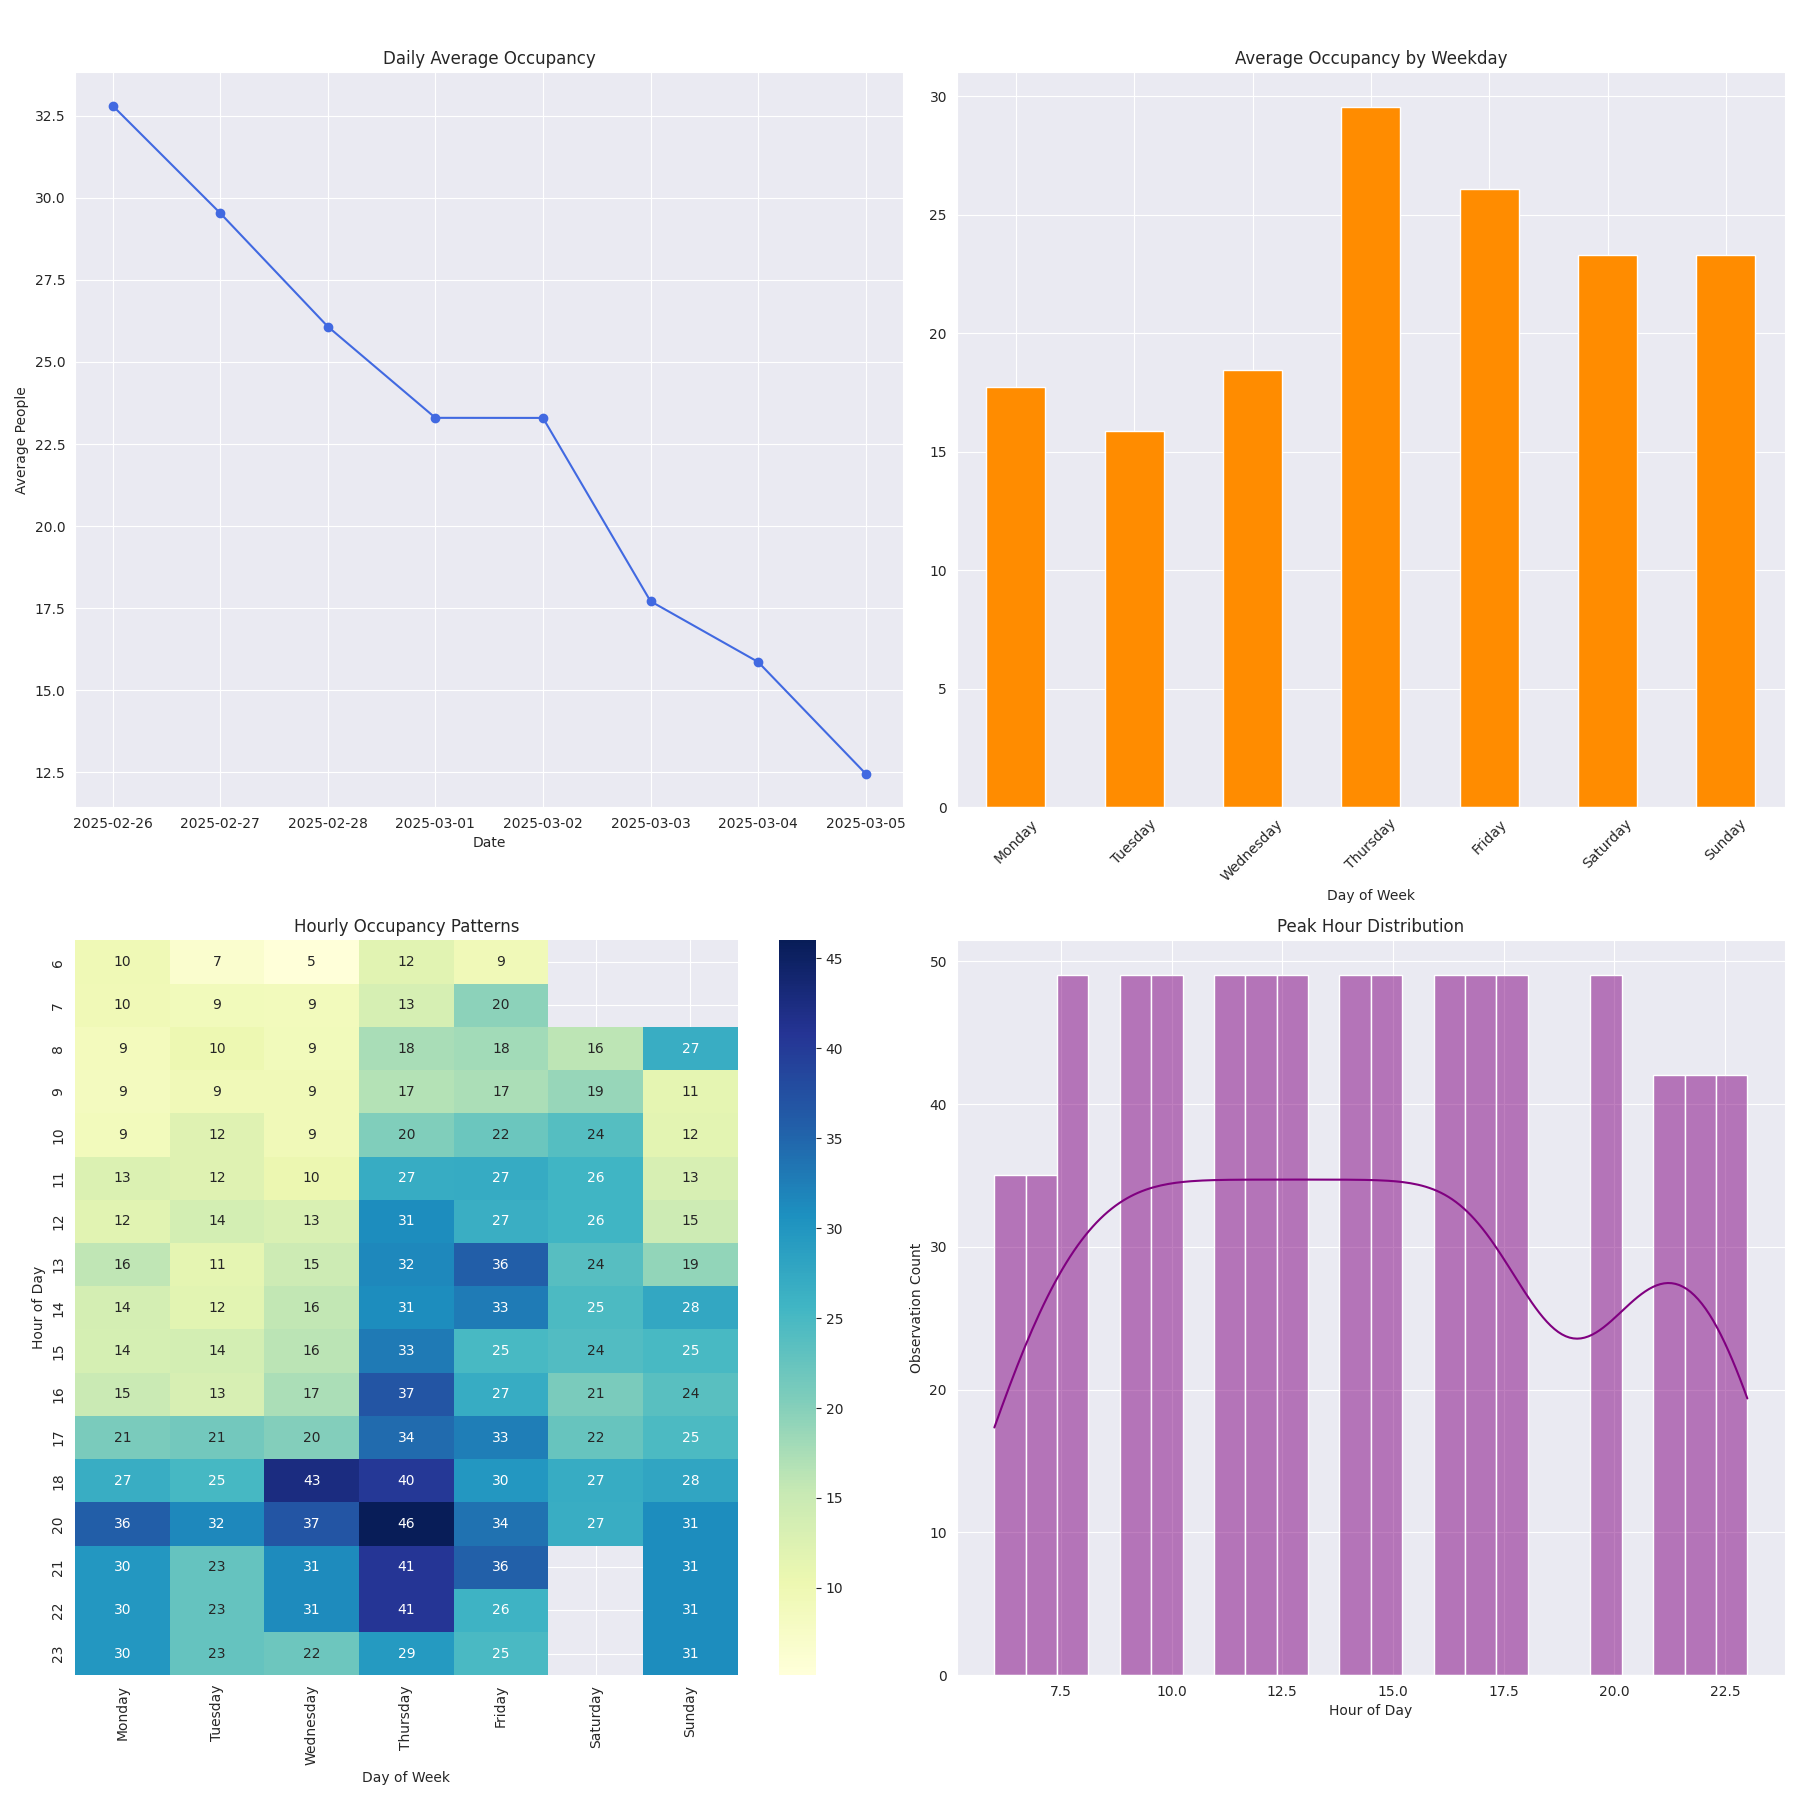 Daily Average Occupancy
32.5
30.0
27.5
25.0
22.5
20.0
17.5
15.0
12.5
Average People
2025-02-26 2025-02-27 2025-02-28 2025-03-01 2025-03-02 2025-03-03 2025-03-04 2025-03-05
Date
Average Occupancy by Weekday
30
25
20
15
10
5
0
Monday Tuesday Wednesday Thursday Friday Saturday Sunday
Day of Week
Hourly Occupancy Patterns
Hour of Day
6 10 7 5 12 9
7 10 9 9 13 20
8 9 10 9 18 18 16 27
9 9 9 9 17 17 19 11
10 9 12 9 20 22 24 12
11 13 12 10 27 27 26 13
12 12 14 13 31 27 26 15
13 16 11 15 32 36 24 19
14 14 12 16 31 33 25 28
15 14 14 16 33 25 24 25
16 15 13 17 37 27 21 24
17 21 21 20 34 33 22 25
18 27 25 43 40 30 27 28
20 36 32 37 46 34 27 31
21 30 23 31 41 36 31
22 30 23 31 41 26 31
23 30 23 22 29 25 31
Monday Tuesday Wednesday Thursday Friday Saturday Sunday
Day of Week
45
40
35
30
25
20
15
10
Peak Hour Distribution
50
40
30
20
10
0
Observation Count
7.5 10.0 12.5 15.0 17.5 20.0 22.5
Hour of Day